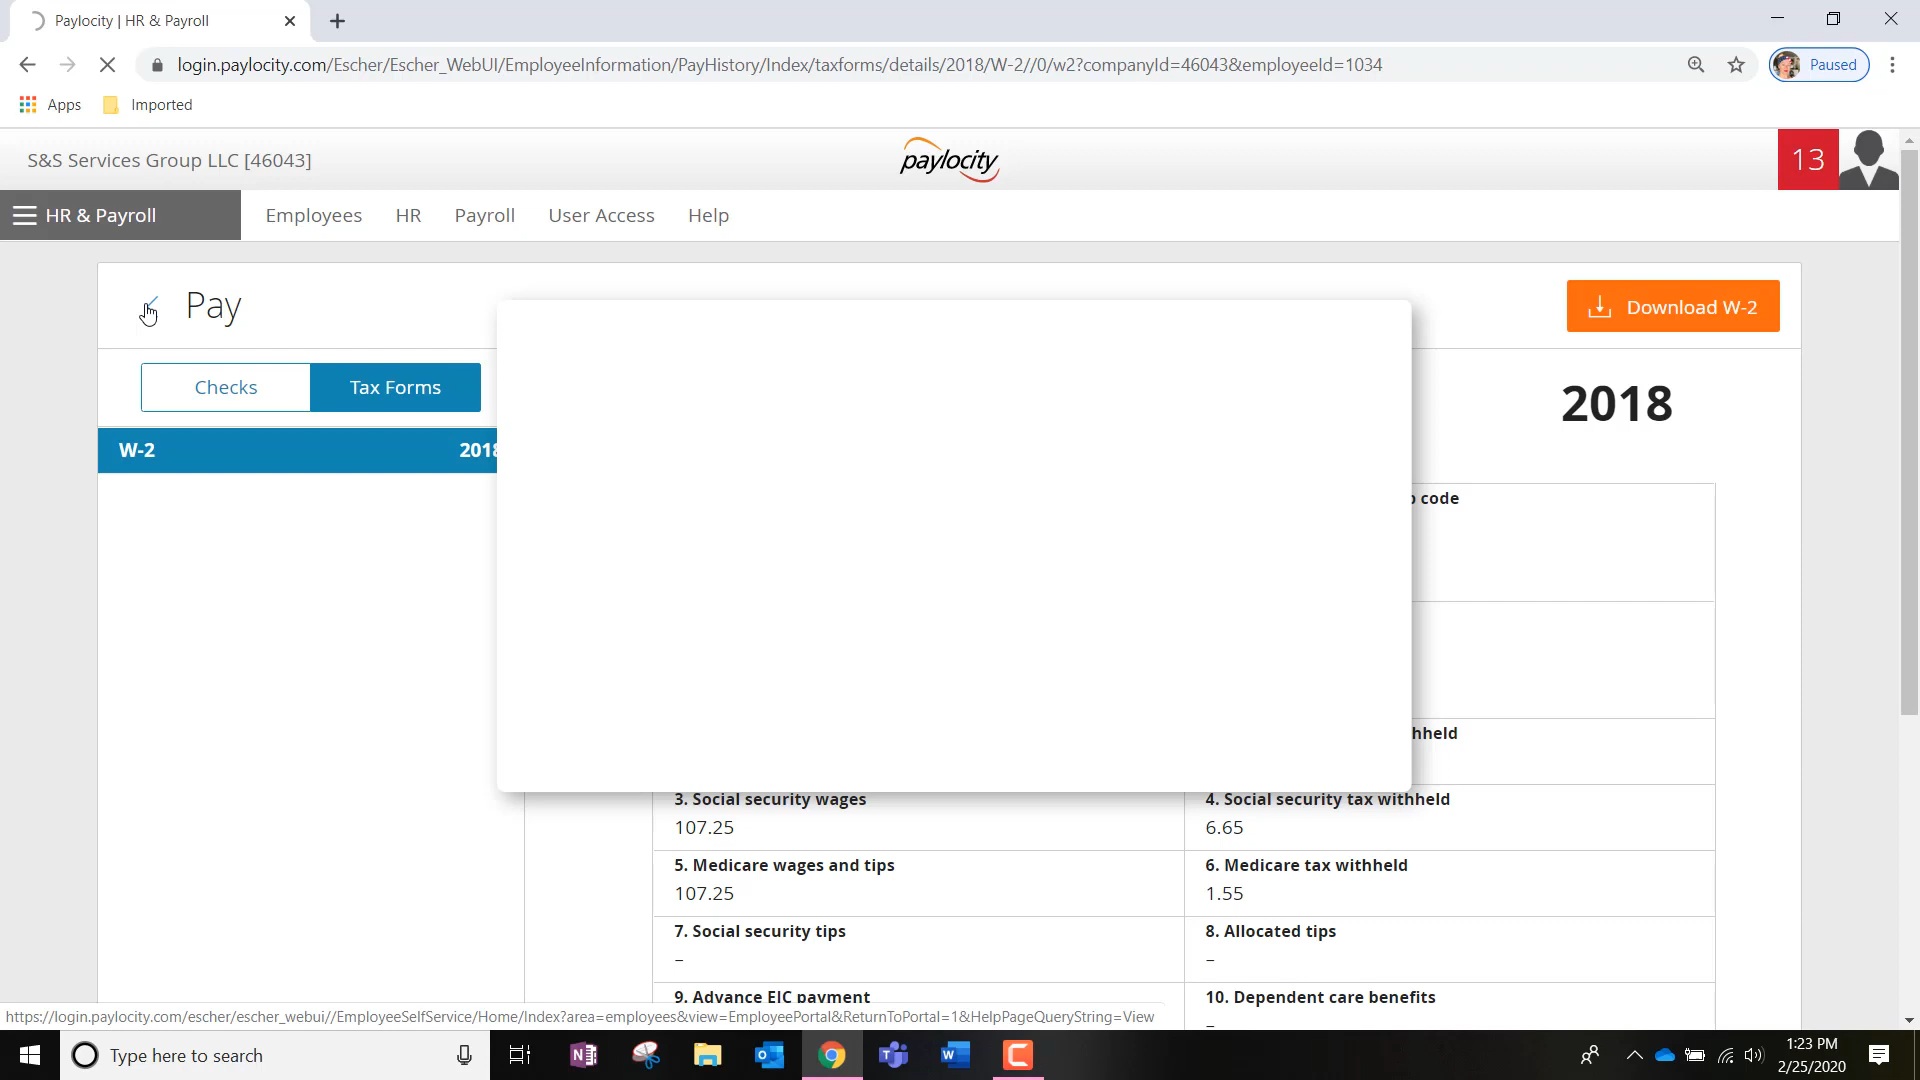 Paylocity | HR & Payroll
login.paylocity.com/Escher/Escher_WebUI/EmployeeInformation/PayHistory/Index/taxforms/details/2018/W-2//0/w2?companyId=46043&employeeId=1034
Paused
Apps
Imported
S&S Services Group LLC [46043]
paylocity
13
HR & Payroll
Employees
HR
Payroll
User Access
Help
Pay
Download W-2
Checks
Tax Forms
2018
W-2
2018
code
hheld
3. Social security wages
107.25
4. Social security tax withheld
6.65
5. Medicare wages and tips
107.25
6. Medicare tax withheld
1.55
7. Social security tips
–
8. Allocated tips
–
9. Advance EIC payment
10. Dependent care benefits
–
https://login.paylocity.com/escher/escher_webui//EmployeeSelfService/Home/Index?area=employees&view=EmployeePortal&ReturnToPortal=1&HelpPageQueryString=View
Type here to search
1:23 PM
2/25/2020